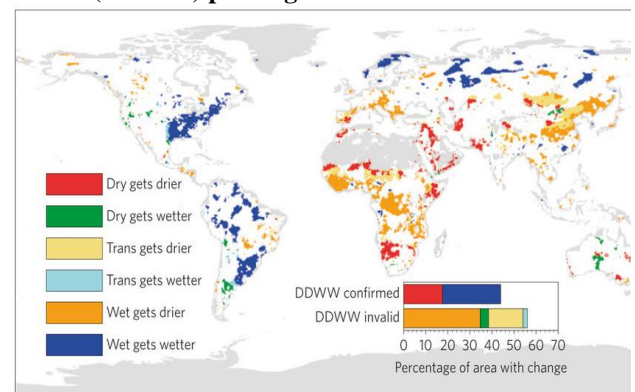 Dry gets drier
Dry gets wetter
Trans gets drier
Trans gets wetter
Wet gets drier
Wet gets wetter
DDWW confirmed
DDWW invalid
0 10 20 30 40 50 60 70
Percentage of area with change